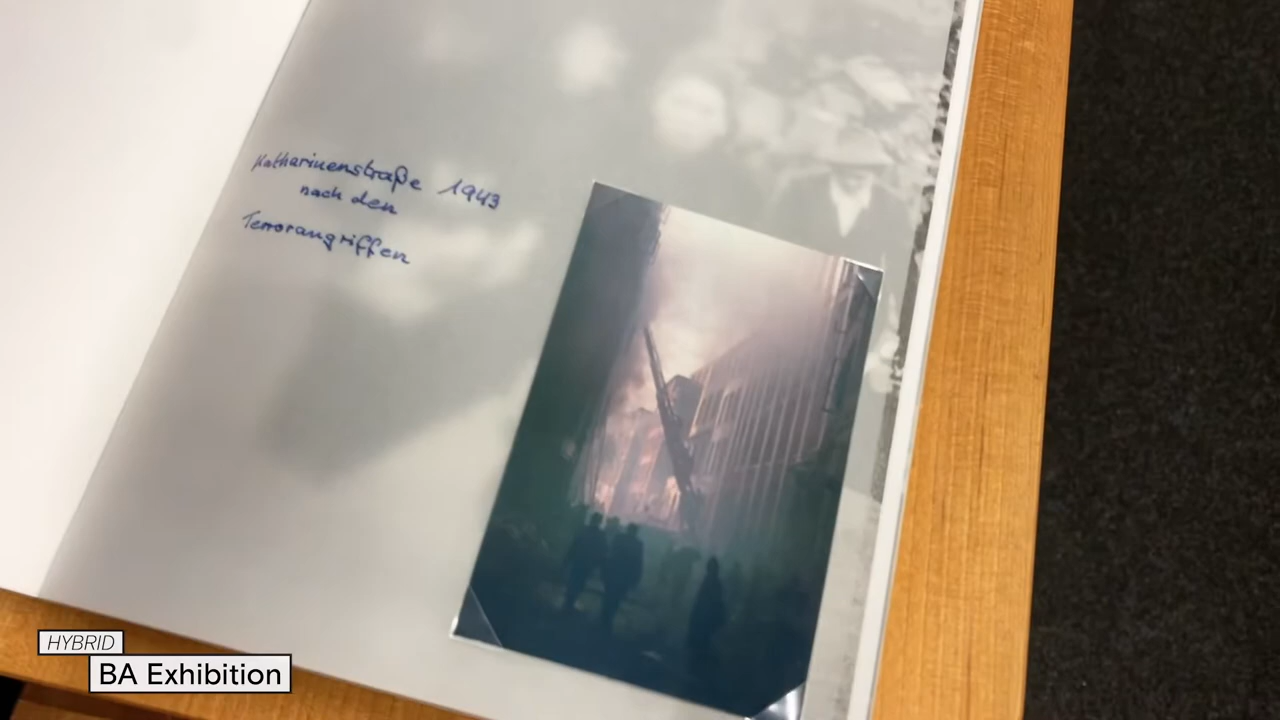 Katharinenstraße 1943
nach den
Terrorangriffen
HYBRID
BA Exhibition